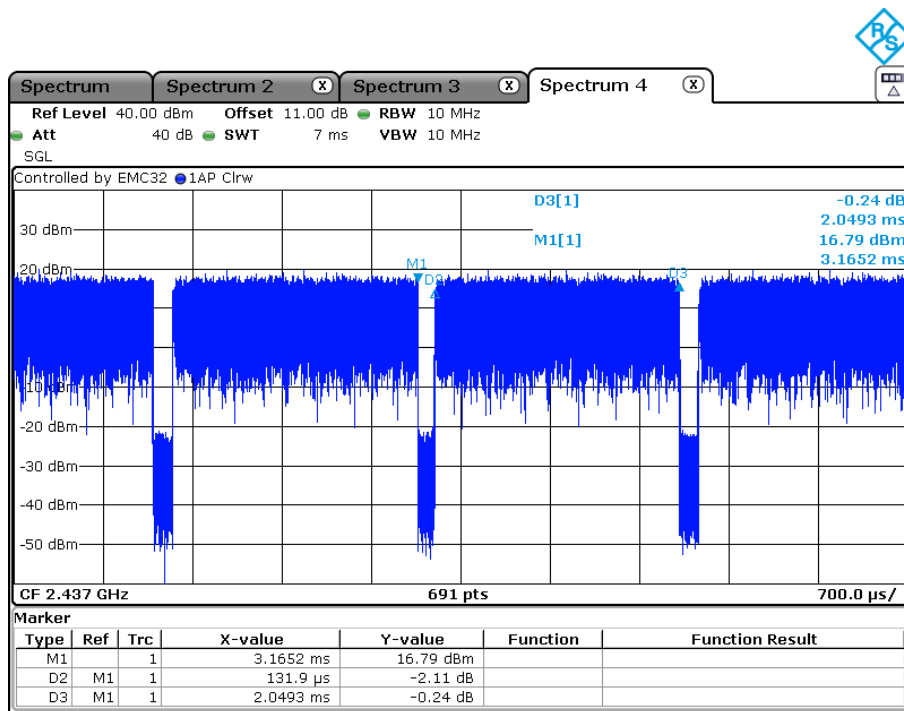 R&S
Spectrum Spectrum 2 X Spectrum 3 X Spectrum 4 X
Ref Level 40.00 dBm Offset 11.00 dB RBW 10 MHz
Att 40 dB SWT 7 ms VBW 10 MHz
SGL
Controlled by EMC32 1AP Clrw
D3[1] -0.24 dB
2.0493 ms
M1[1] 16.79 dBm
3.1652 ms
30 dBm
20 dBm
M1
D2
D3
-10 dBm
-20 dBm
-30 dBm
-40 dBm
-50 dBm
CF 2.437 GHz 691 pts 700.0 µs/
Marker
Type Ref Trc X-value Y-value Function Function Result
M1 1 3.1652 ms 16.79 dBm
D2 M1 1 131.9 µs -2.11 dB
D3 M1 1 2.0493 ms -0.24 dB